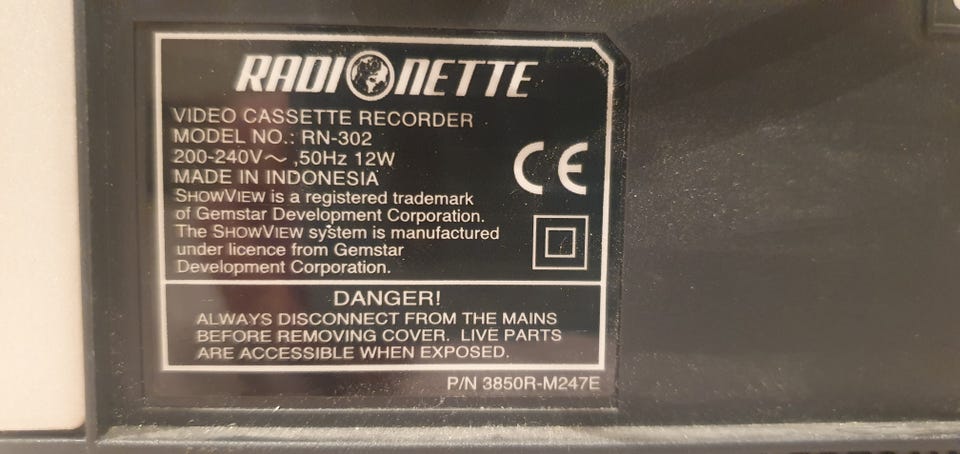 RADIONETTE
VIDEO CASSETTE RECORDER
MODEL NO.: RN-302
200-240V～ ,50Hz 12W
MADE IN INDONESIA
SHOWVIEW is a registered trademark
of Gemstar Development Corporation.
The SHOWVIEW system is manufactured
under licence from Gemstar
Development Corporation.
CE
DANGER!
ALWAYS DISCONNECT FROM THE MAINS
BEFORE REMOVING COVER. LIVE PARTS
ARE ACCESSIBLE WHEN EXPOSED.
P/N 3850R-M247E